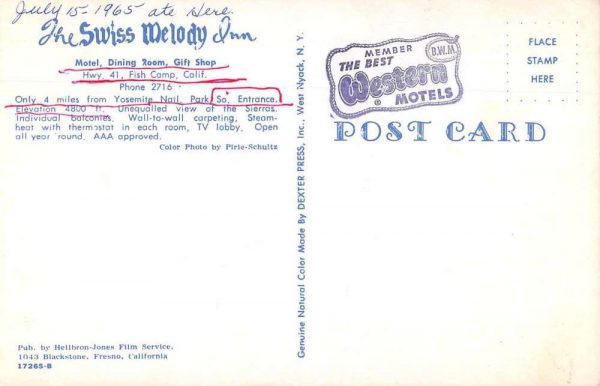 July 15-1965 ate Here.
The Swiss Melody Inn
Motel, Dining Room, Gift Shop
Hwy. 41, Fish Camp, Calif.
Phone 2716
Only 4 miles from Yosemite Natl. Park So. Entrance.
Elevation 4800 ft. Unequalled view of the Sierras.
Individual balconies. Wall-to-wall carpeting, Steam-
heat with thermostat in each room, TV lobby. Open
all year 'round. AAA approved.
Color Photo by Pirie-Schultz
Pub. by Heilbron-Jones Film Service,
1043 Blackstone, Fresno, California
17265-B
Genuine Natural Color Made By DEXTER PRESS, Inc., West Nyack, N. Y.
MEMBER
B.W.M.
THE BEST
Western
® MOTELS
POST CARD
PLACE
STAMP
HERE